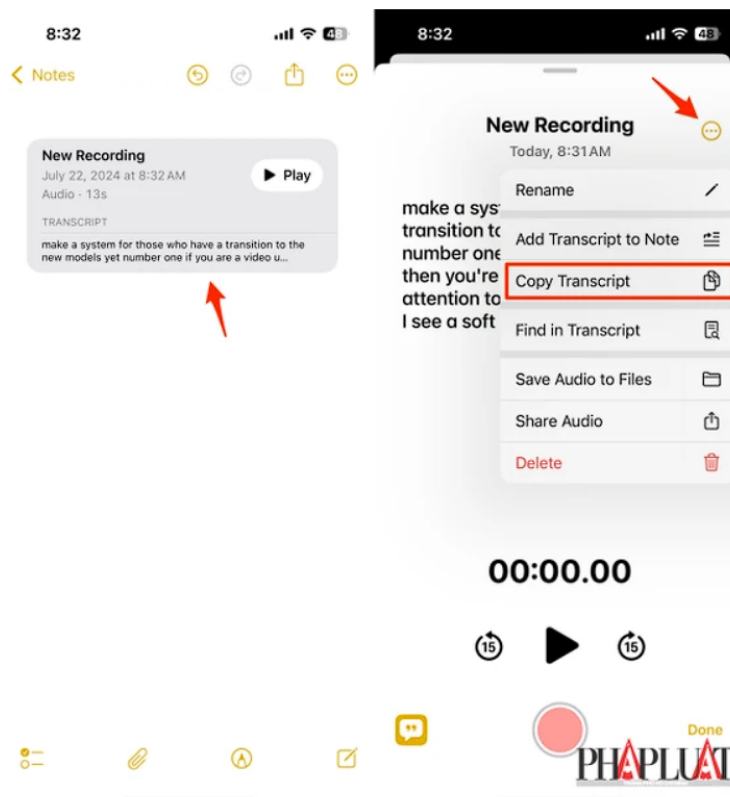 8:32
48
Notes
New Recording
July 22, 2024 at 8:32 AM
Audio · 13s
Play
TRANSCRIPT
make a system for those who have a transition to the
new models yet number one if you are a video u...
8:32
48
New Recording
Today, 8:31 AM
make a sys
transition to
number one
then you're
attention to
I see a soft
Rename
Add Transcript to Note
Copy Transcript
Find in Transcript
Save Audio to Files
Share Audio
Delete
00:00.00
15
15
Done
PHAPLUAT